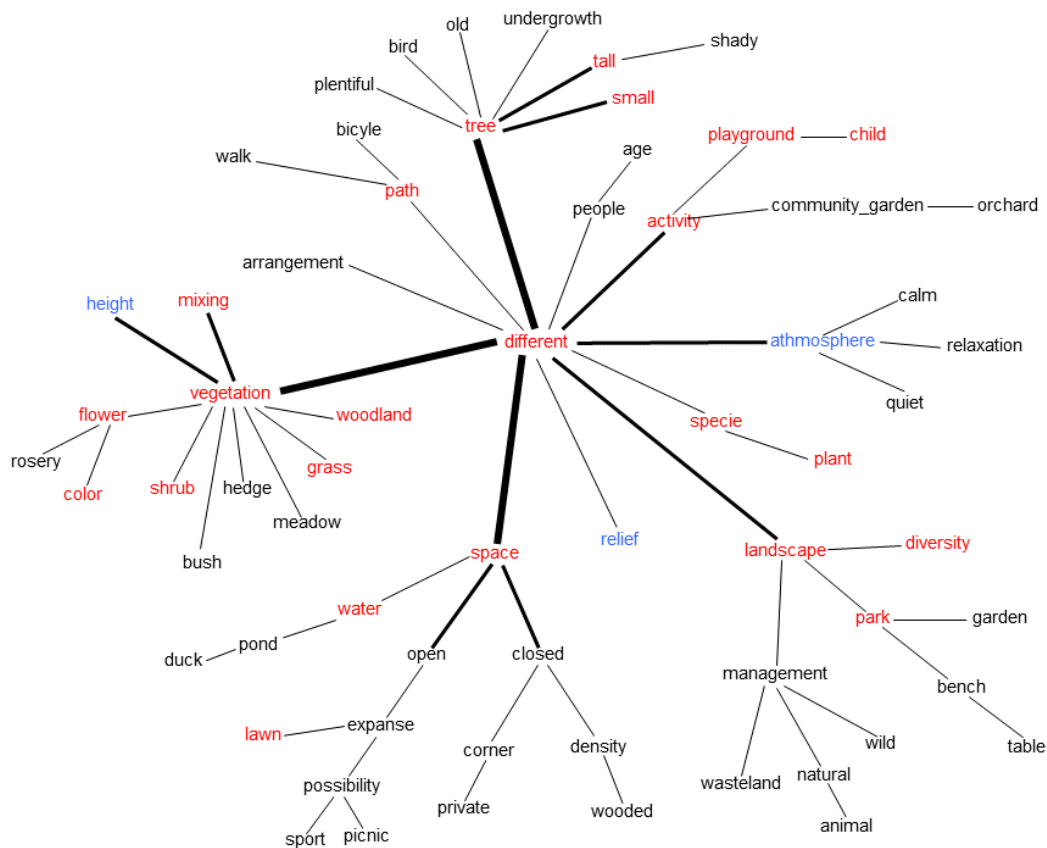 undergrowth
old
shady
bird
tall
plentiful
small
tree
bicyle
playground
child
age
walk
path
people
community_garden
orchard
activity
arrangement
calm
height
mixing
different
athmosphere
relaxation
vegetation
quiet
flower
woodland
specie
rosery
grass
plant
color
shrub
hedge
meadow
relief
diversity
bush
space
landscape
water
park
garden
pond
duck
open
closed
management
bench
lawn
expanse
corner
density
wild
table
wasteland
natural
possibility
private
wooded
animal
sport
picnic